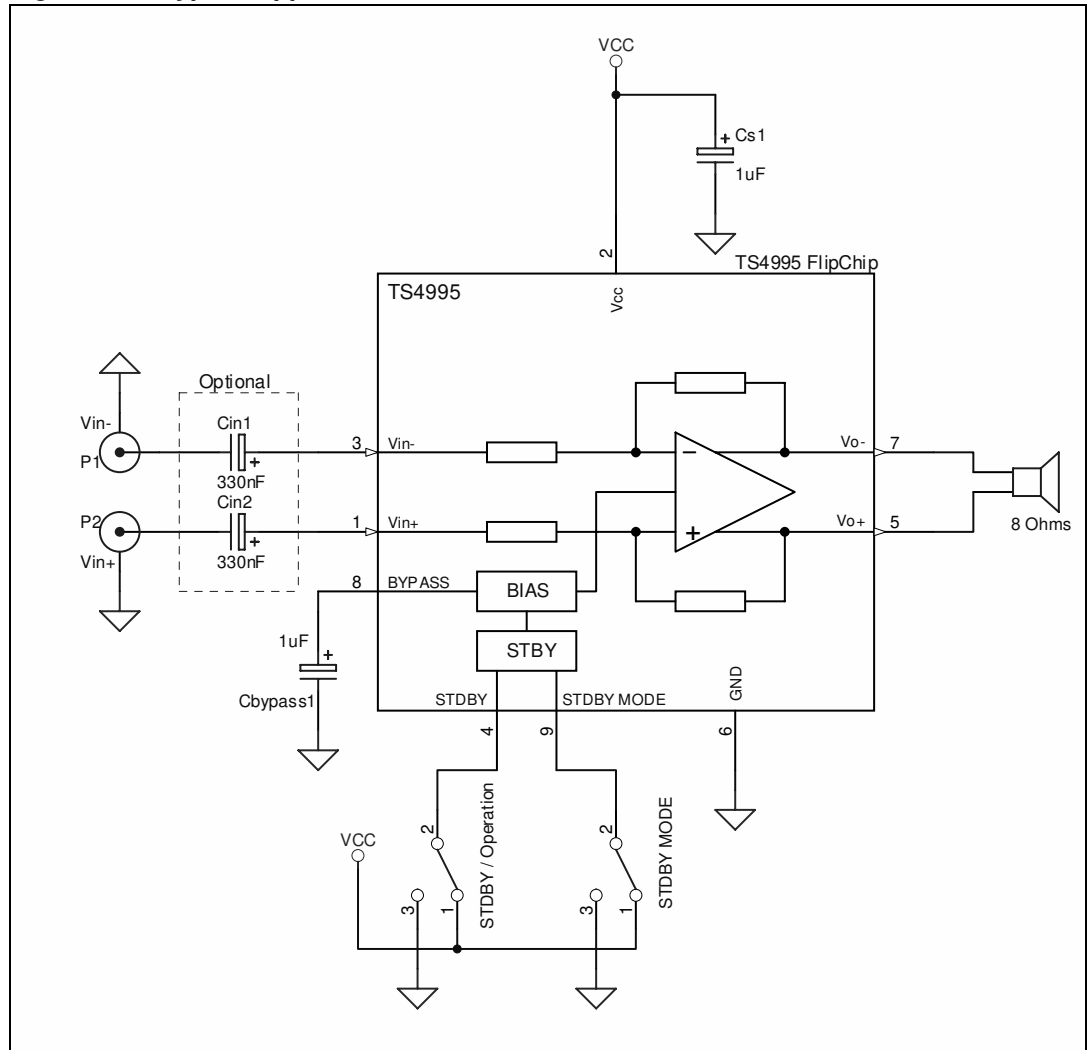 VCC
+ Cs1
1uF
2
TS4995 FlipChip
TS4995
Vcc
Optional
Vin-
P1
Cin1
+
330nF
3
Vin-
−
Vo-
7
P2
Vin+
Cin2
+
330nF
1
Vin+
+
Vo+
5
8 Ohms
8
BYPASS
BIAS
1uF
+
Cbypass1
STBY
STDBY
STDBY MODE
GND
4
9
6
VCC
2
3
1
STDBY / Operation
2
3
1
STDBY MODE